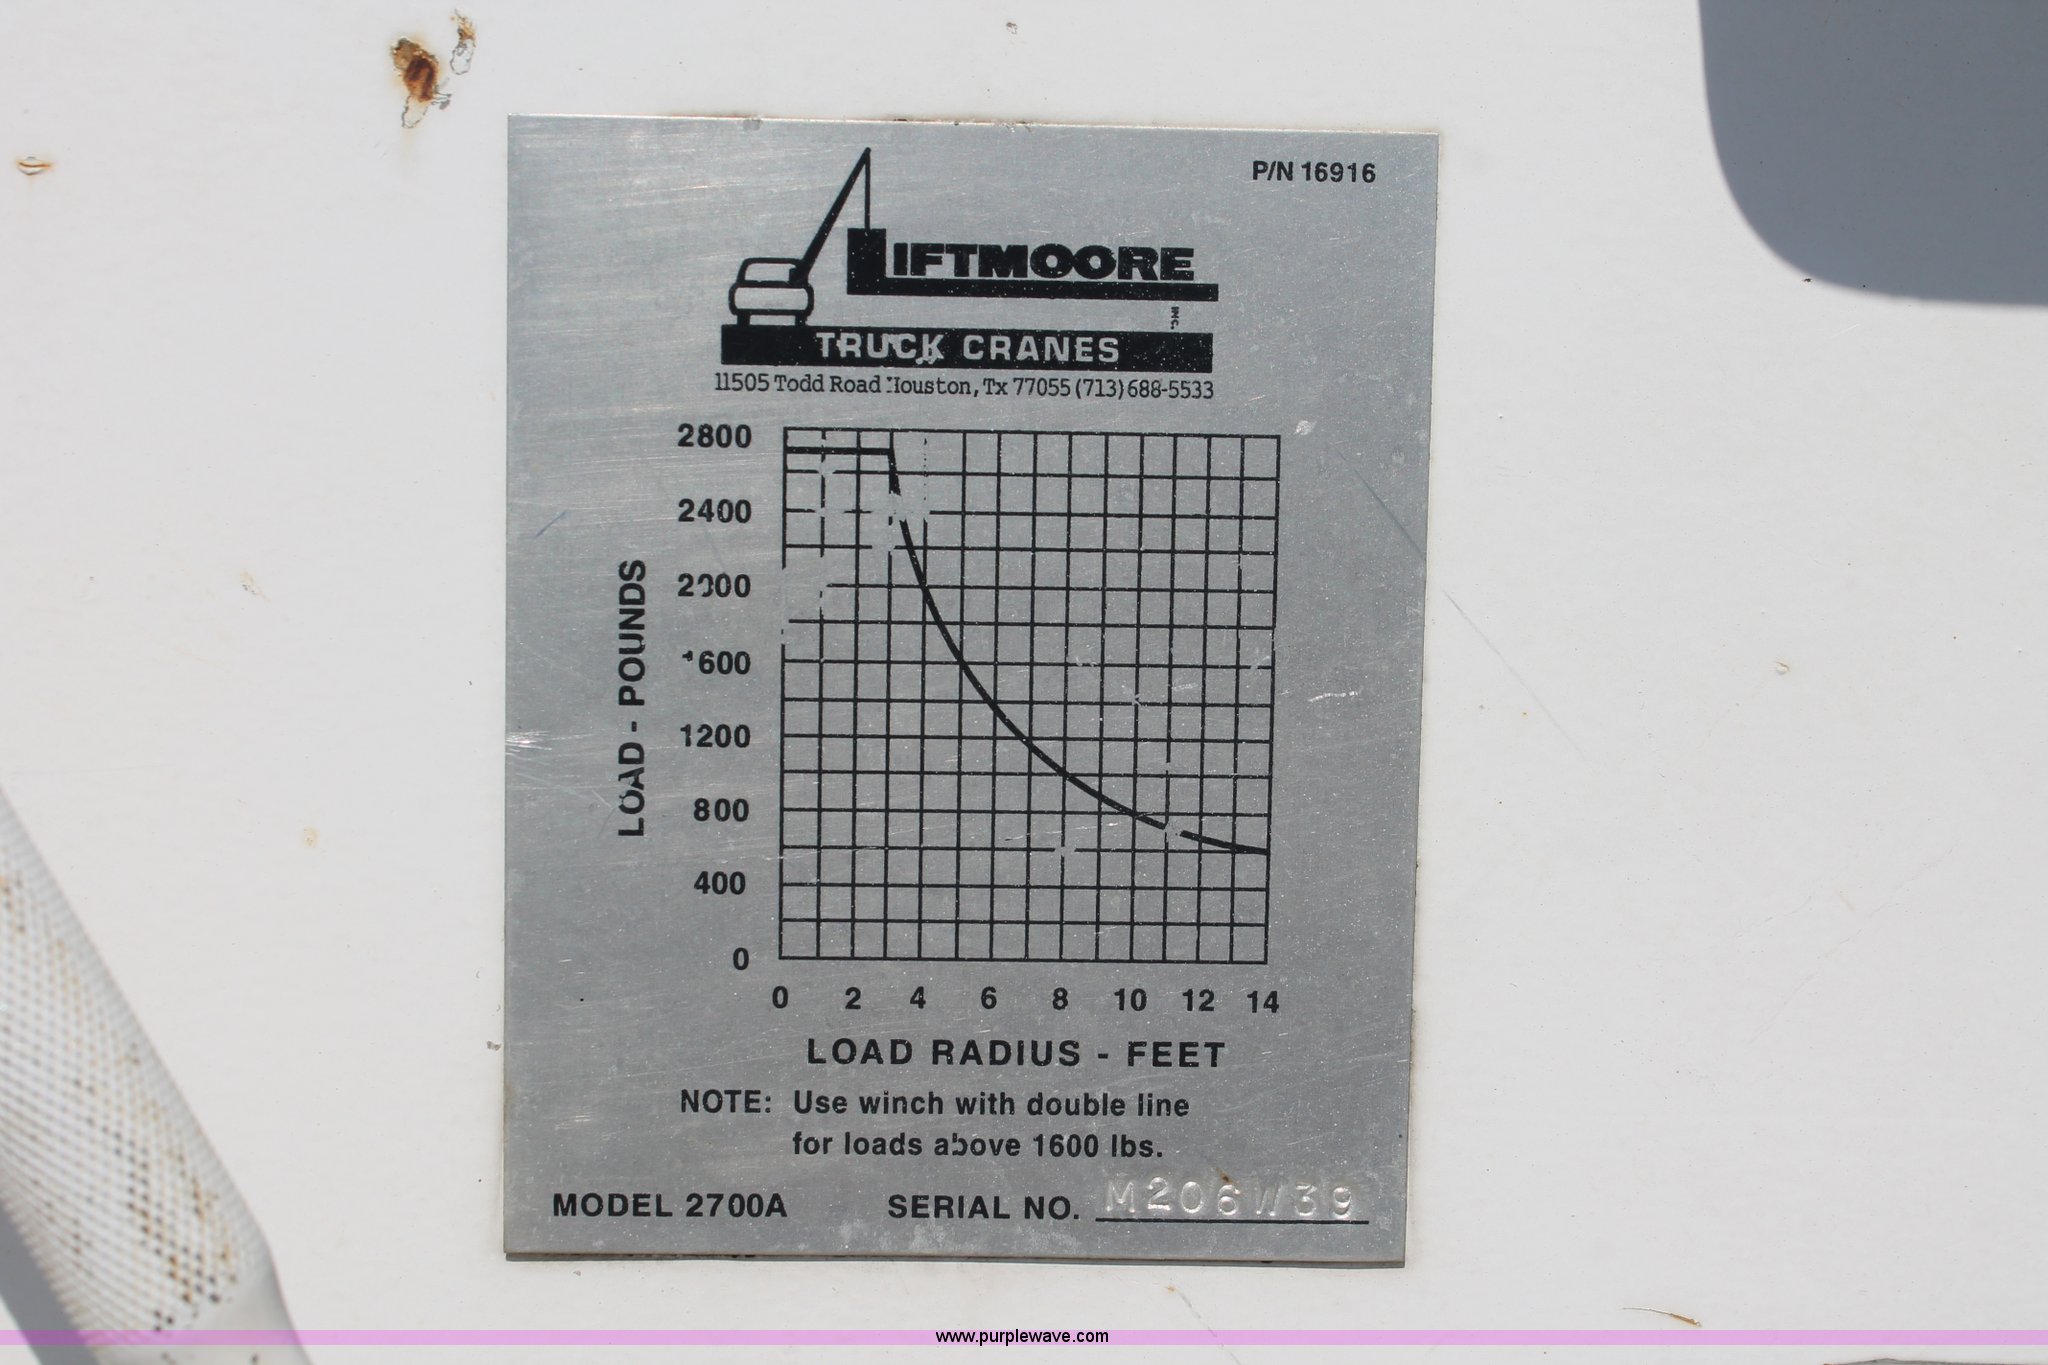 P/N 16916
LIFTMOORE
INC.
TRUCK CRANES
11505 Todd Road Houston, Tx 77055 (713) 688-5533
2800
2400
2000
1600
1200
800
400
0
LOAD - POUNDS
0 2 4 6 8 10 12 14
LOAD RADIUS - FEET
NOTE: Use winch with double line
for loads above 1600 lbs.
MODEL 2700A SERIAL NO. M206W39
www.purplewave.com